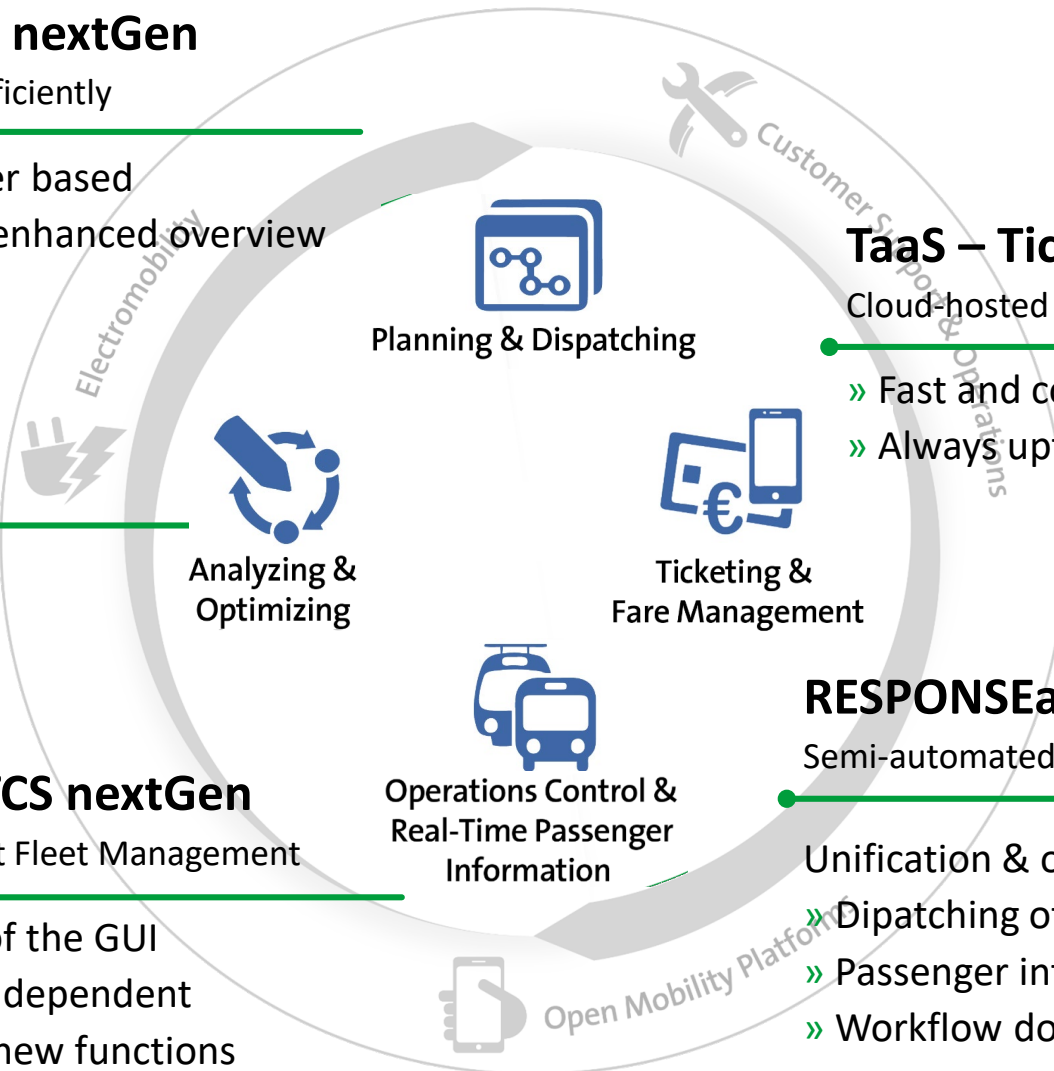 nextGen
ficiently
er based
enhanced overview
Electromobility
Customer Support & Operations
Planning & Dispatching
TaaS – Tic
Cloud-hosted
» Fast and co
» Always upt
Analyzing &
Optimizing
Ticketing &
Fare Management
Operations Control &
Real-Time Passenger
Information
CS nextGen
t Fleet Management
of the GUI
dependent
new functions
RESPONSEa
Semi-automated
Unification & c
» Dipatching of
» Passenger inf
» Workflow do
Open Mobility Platform